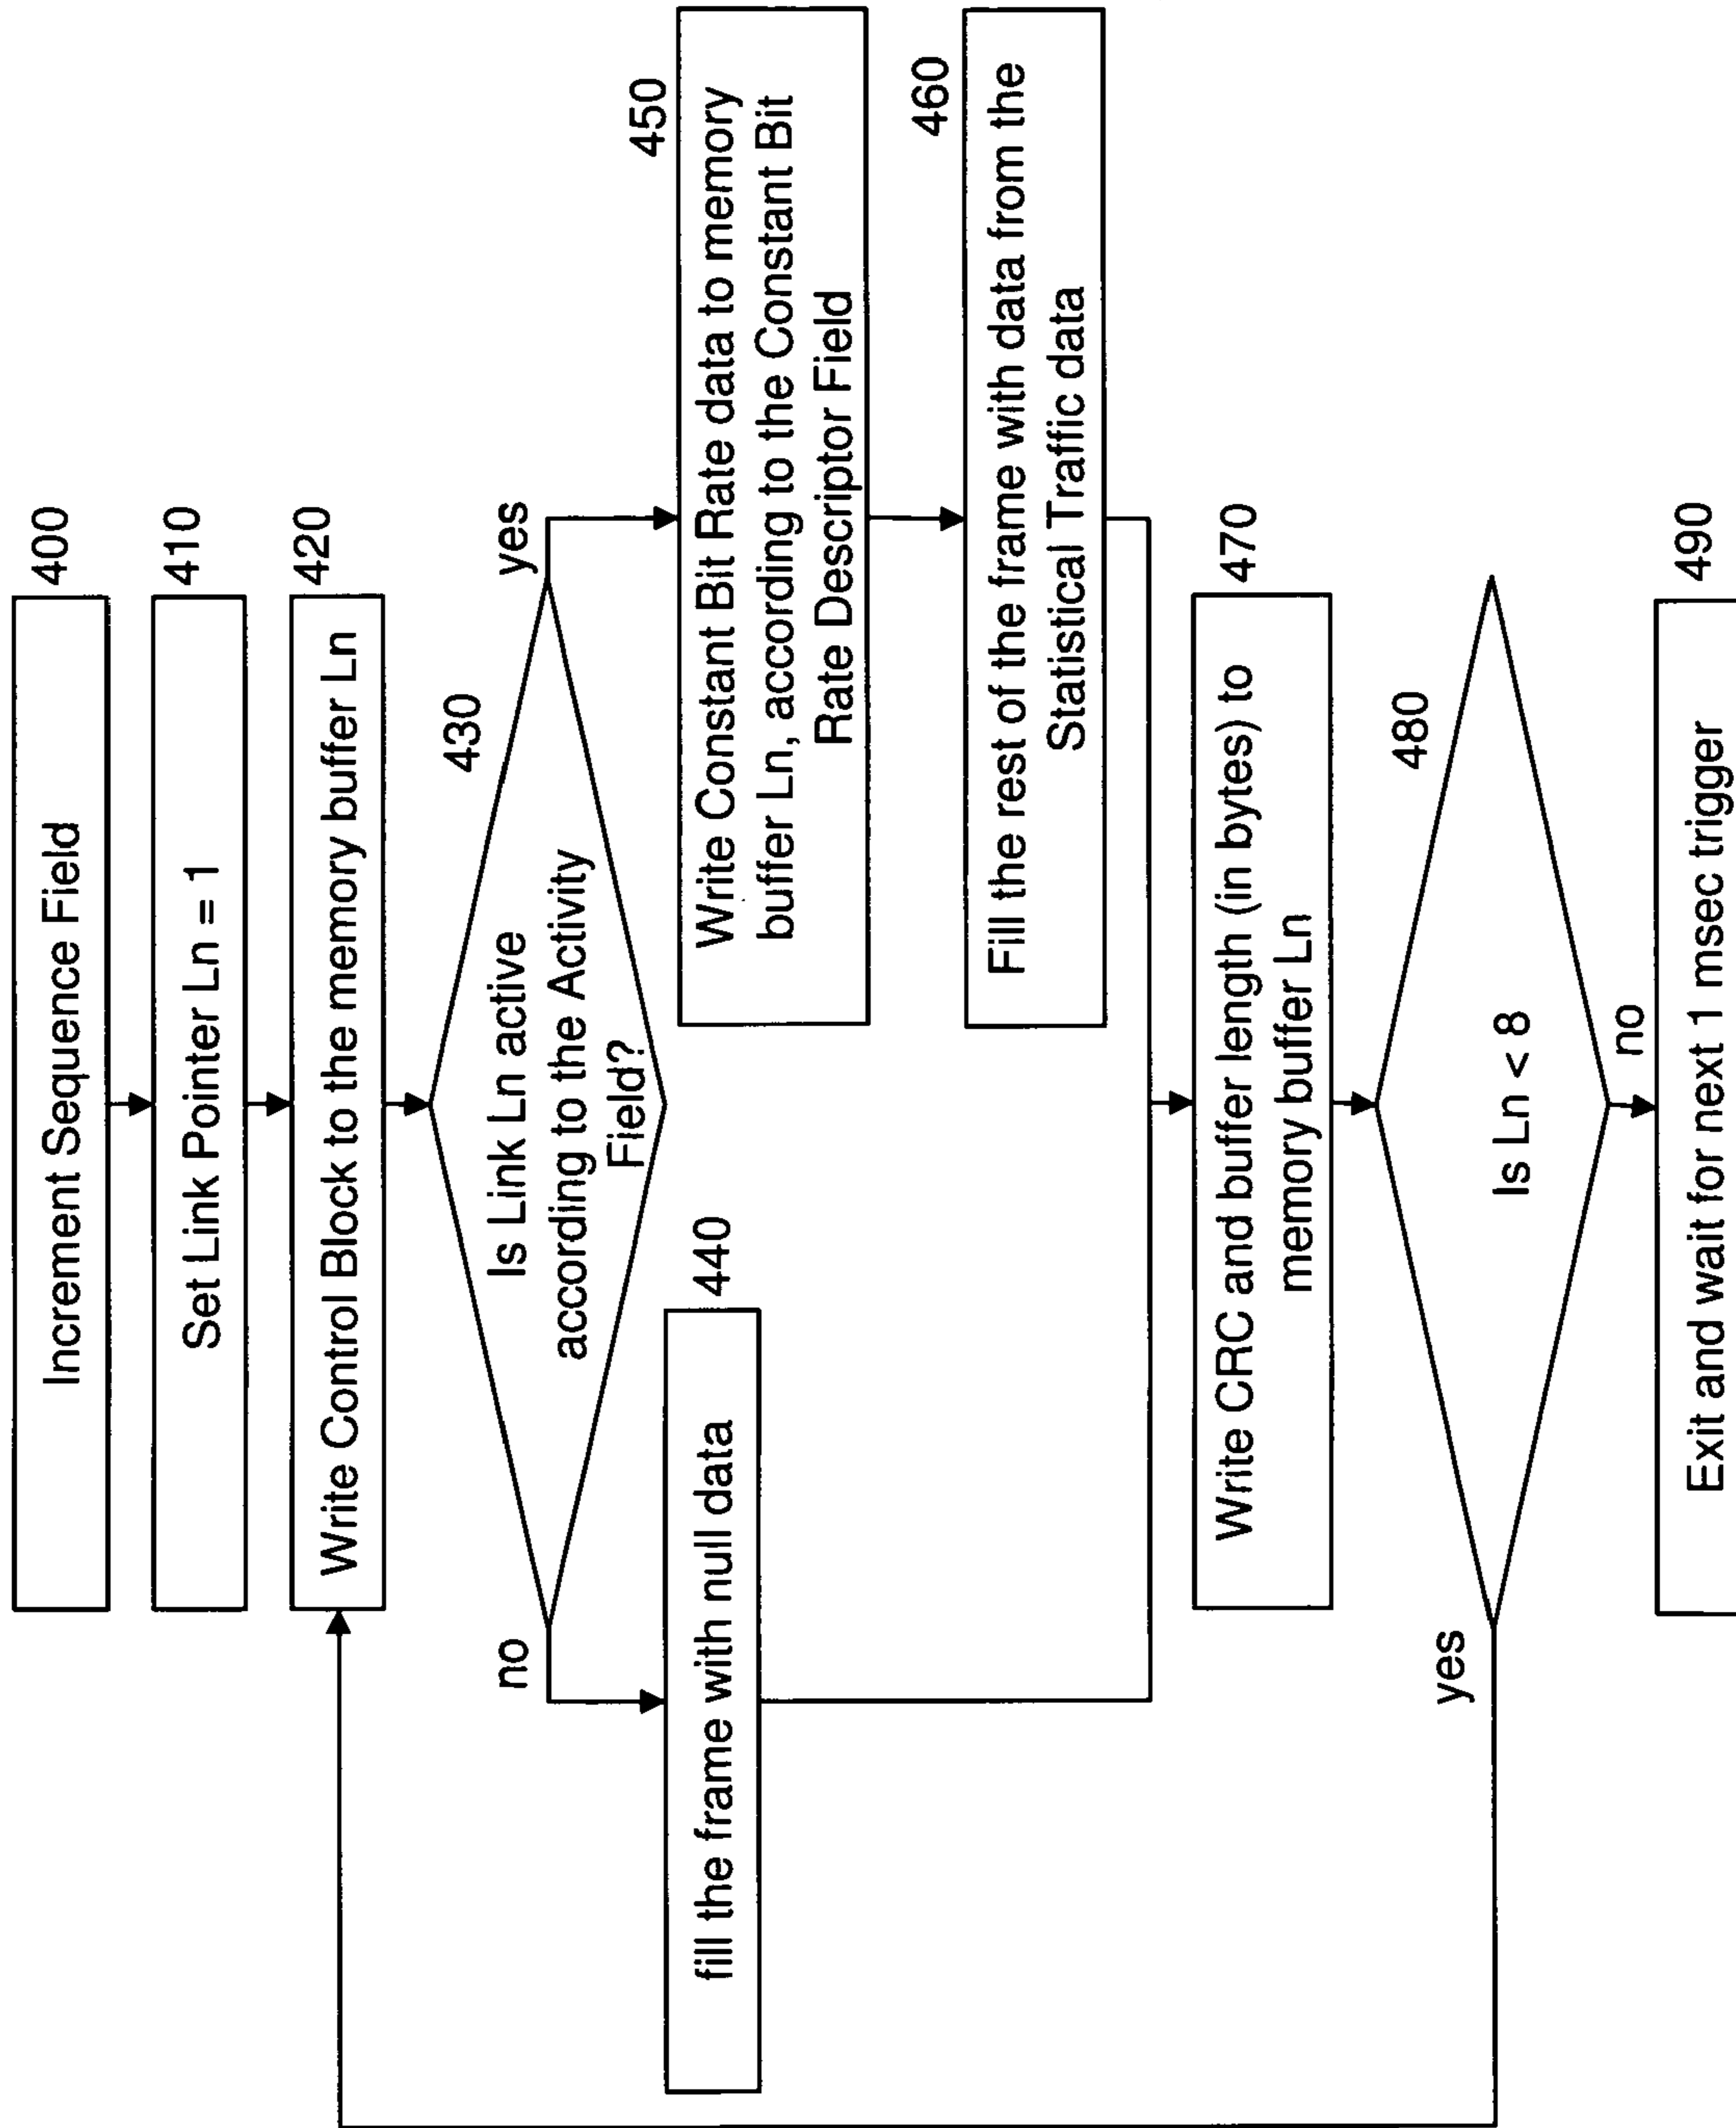 Increment Sequence Field
400
Set Link Pointer Ln = 1
410
Write Control Block to the memory buffer Ln
420
430
Is Link Ln active
according to the Activity
Field?
no
yes
fill the frame with null data
440
450
Write Constant Bit Rate data to memory
buffer Ln, according to the Constant Bit
Rate Descriptor Field
460
Fill the rest of the frame with data from the
Statistical Traffic data
Write CRC and buffer length (in bytes) to
memory buffer Ln
470
480
Is Ln < 8
yes
no
Exit and wait for next 1 msec trigger
490